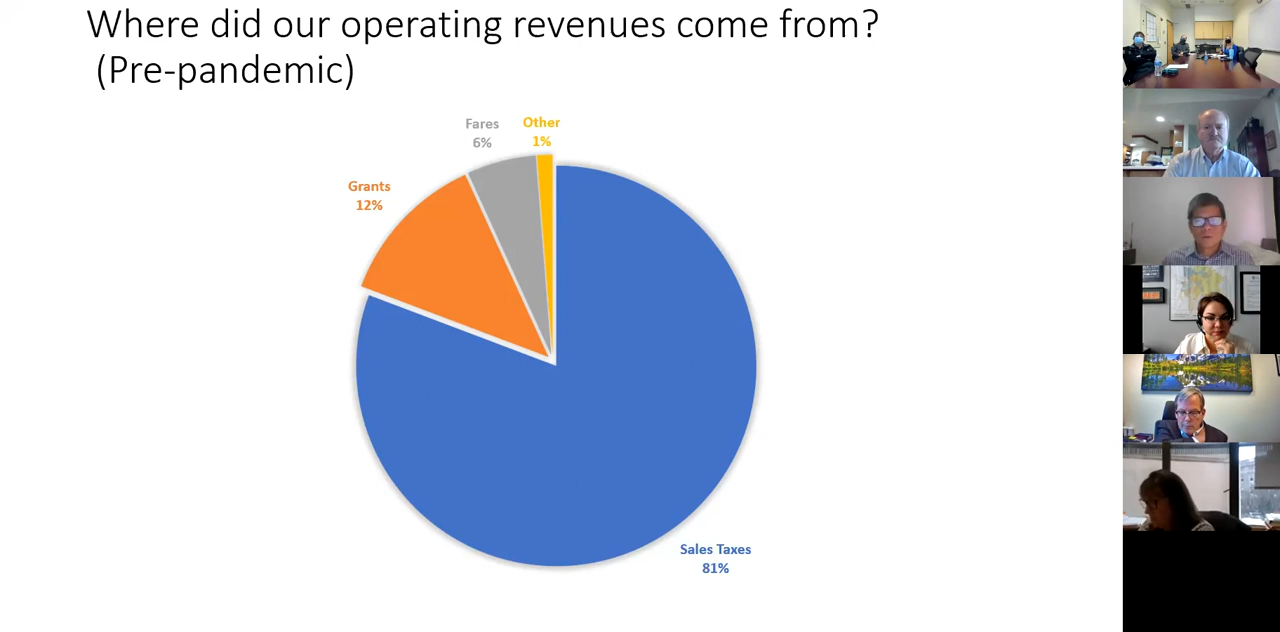 Where did our operating revenues come from?
(Pre-pandemic)
Fares
6%
Other
1%
Grants
12%
Sales Taxes
81%